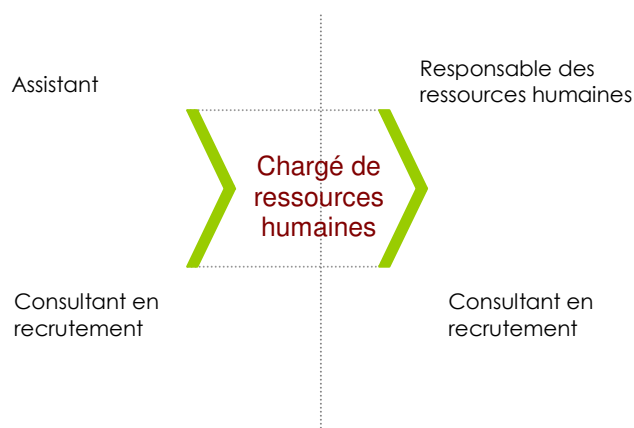 Assistant
Responsable des
ressources humaines
Chargé de
ressources
humaines
Consultant en
recrutement
Consultant en
recrutement